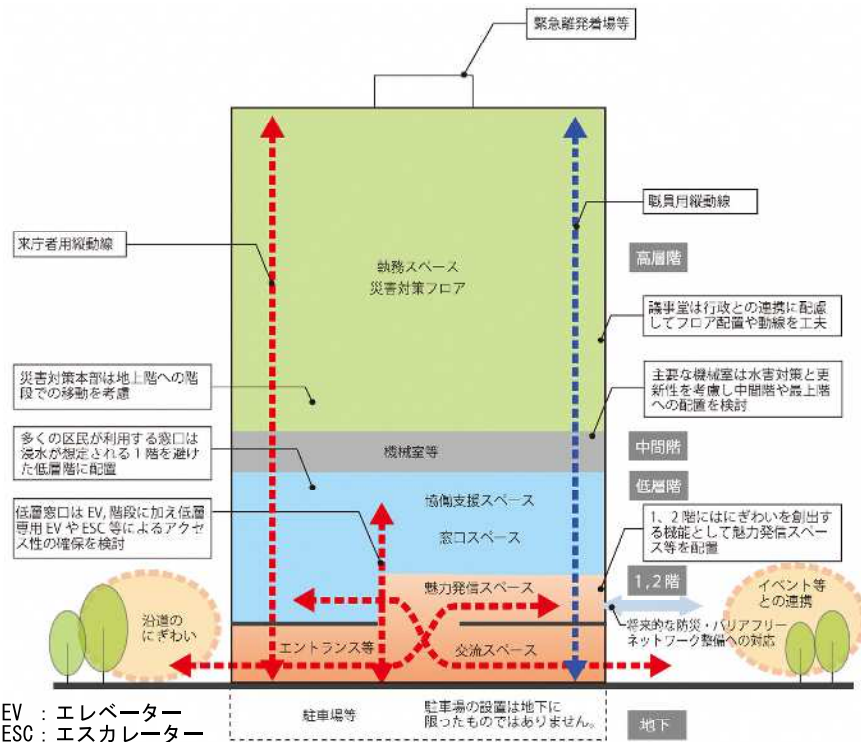 緊急離発着場等
職員用縦動線
来庁者用縦動線
高層階
執務スペース
災害対策フロア
議事堂は行政との連携に配慮
してフロア配置や動線を工夫
災害対策本部は地上階への階
段での移動を考慮
主要な機械室は水害対策と更
新性を考慮し中間階や最上階
への配置を検討
多くの区民が利用する窓口は
浸水が想定される1階を避け
た低層階に配置
機械室等
中間階
低層階
協働支援スペース
低層窓口は EV, 階段に加え低層
専用 EV や ESC 等によるアクセ
ス性の確保を検討
窓口スペース
1、2 階にはにぎわいを創出す
る機能として魅力発信スペー
ス等を配置
魅力発信スペース
1, 2 階
イベント等
との連携
沿道の
にぎわい
将来的な防災・バリアフリー
ネットワーク整備への対応
エントランス等
交流スペース
駐車場等
駐車場の設置は地下に
限ったものではありません。
地下
EV : エレベーター
ESC: エスカレーター